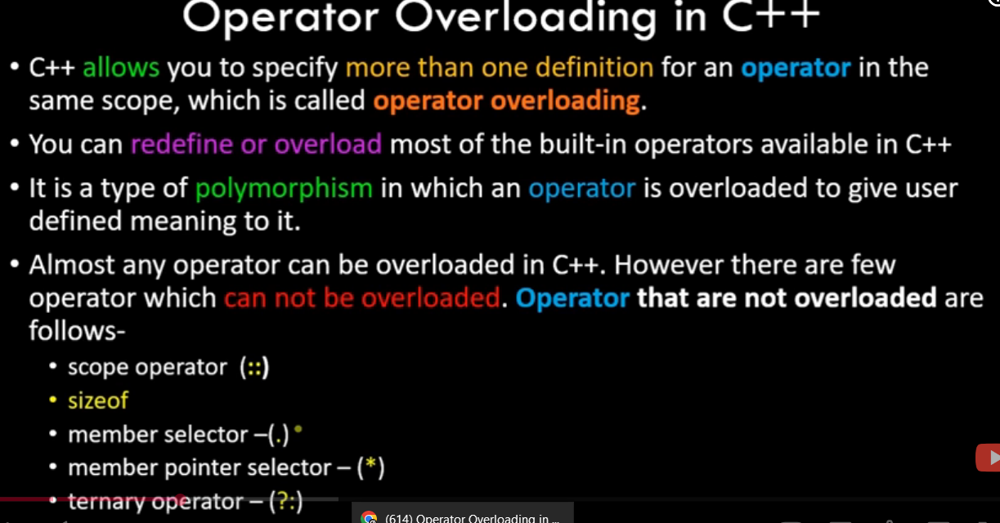 Operator Overloading in C++
• C++ allows you to specify more than one definition for an operator in the
same scope, which is called operator overloading.
• You can redefine or overload most of the built-in operators available in C++
• It is a type of polymorphism in which an operator is overloaded to give user
defined meaning to it.
• Almost any operator can be overloaded in C++. However there are few
operator which can not be overloaded. Operator that are not overloaded are
follows-
• scope operator (::)
• sizeof
• member selector –(.)
• member pointer selector – (*)
• ternary operator – (?:)
(614) Operator Overloading in ...